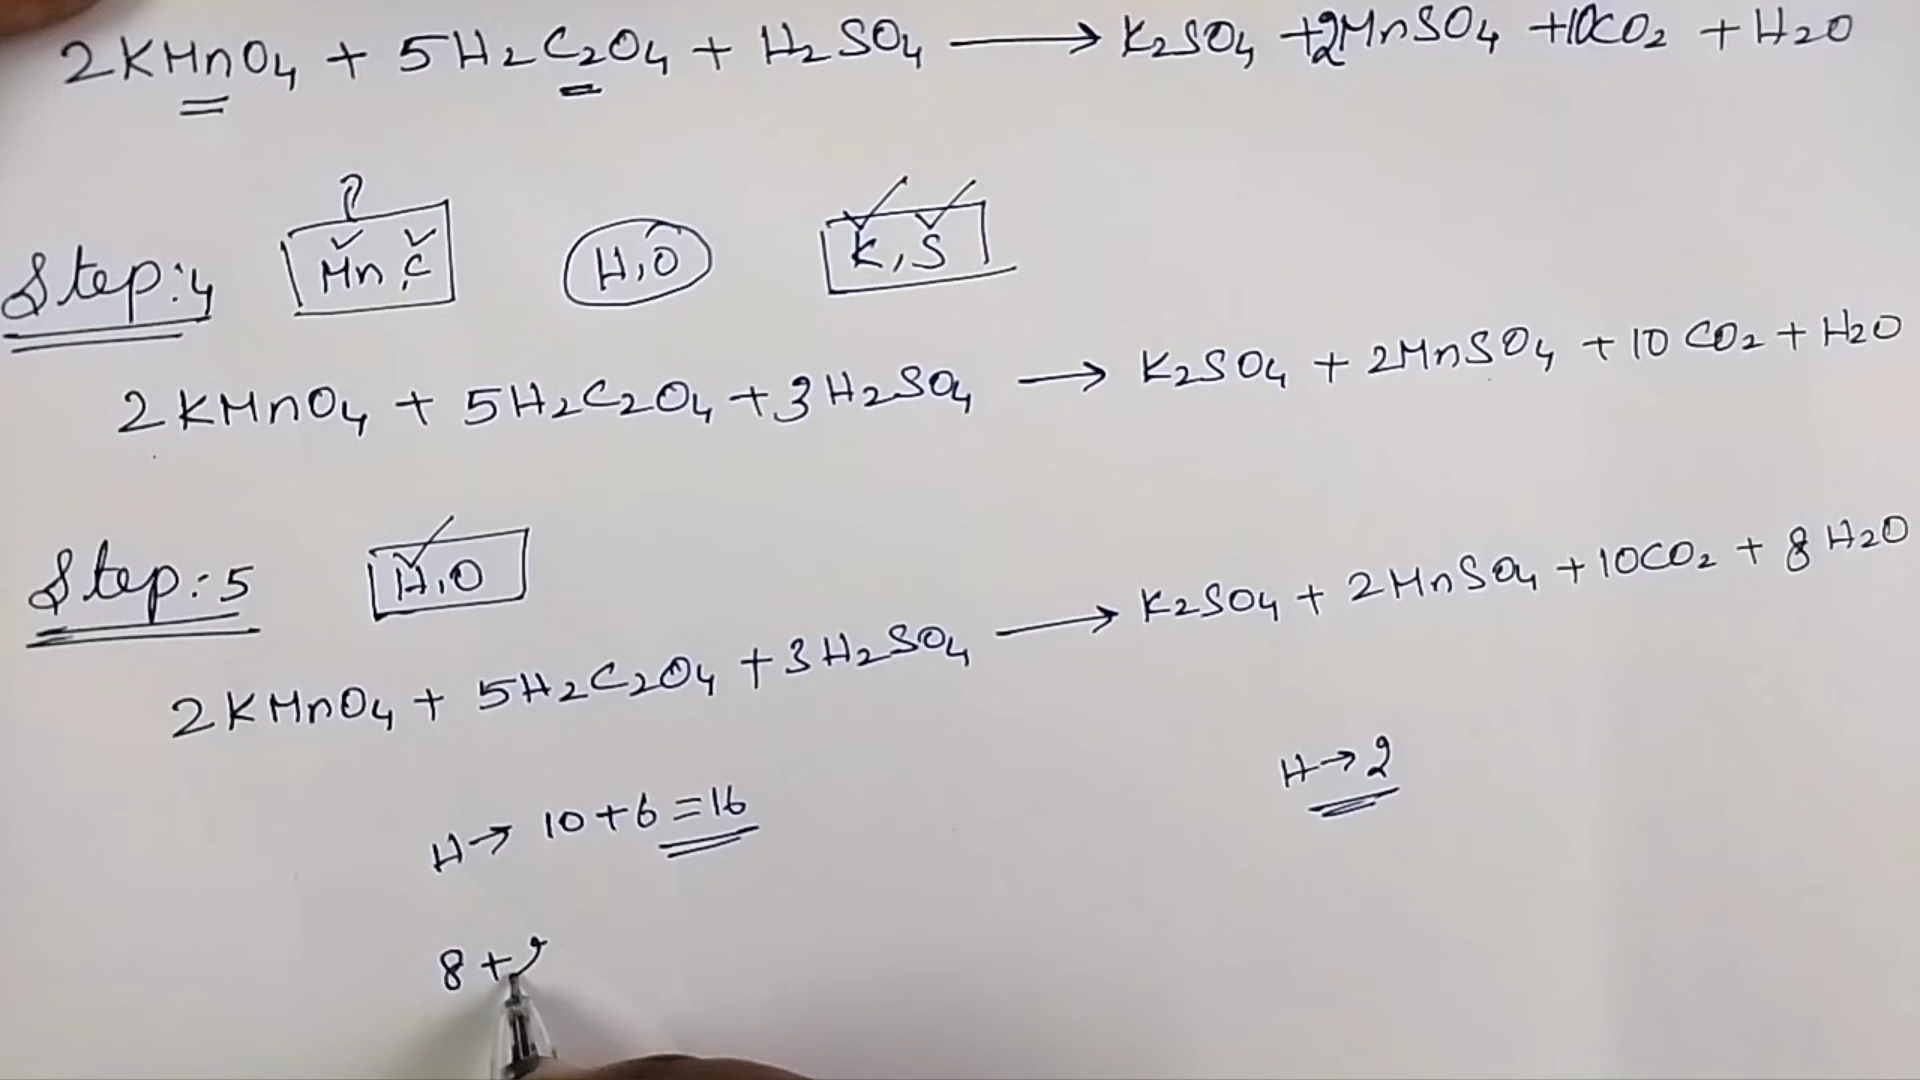 2KMnO₄ + 5H₂C₂O₄ + H₂SO₄ ⟶ K₂SO₄ + 2MnSO₄ + 10CO₂ + H₂O
?
Step:4 Mn, C H, O K, S
2KMnO₄ + 5H₂C₂O₄ + 3H₂SO₄ ⟶ K₂SO₄ + 2MnSO₄ + 10CO₂ + H₂O
Step:5 H, O
2KMnO₄ + 5H₂C₂O₄ + 3H₂SO₄ ⟶ K₂SO₄ + 2MnSO₄ + 10CO₂ + 8H₂O
H → 10 + 6 = 16 H → 2
8 +